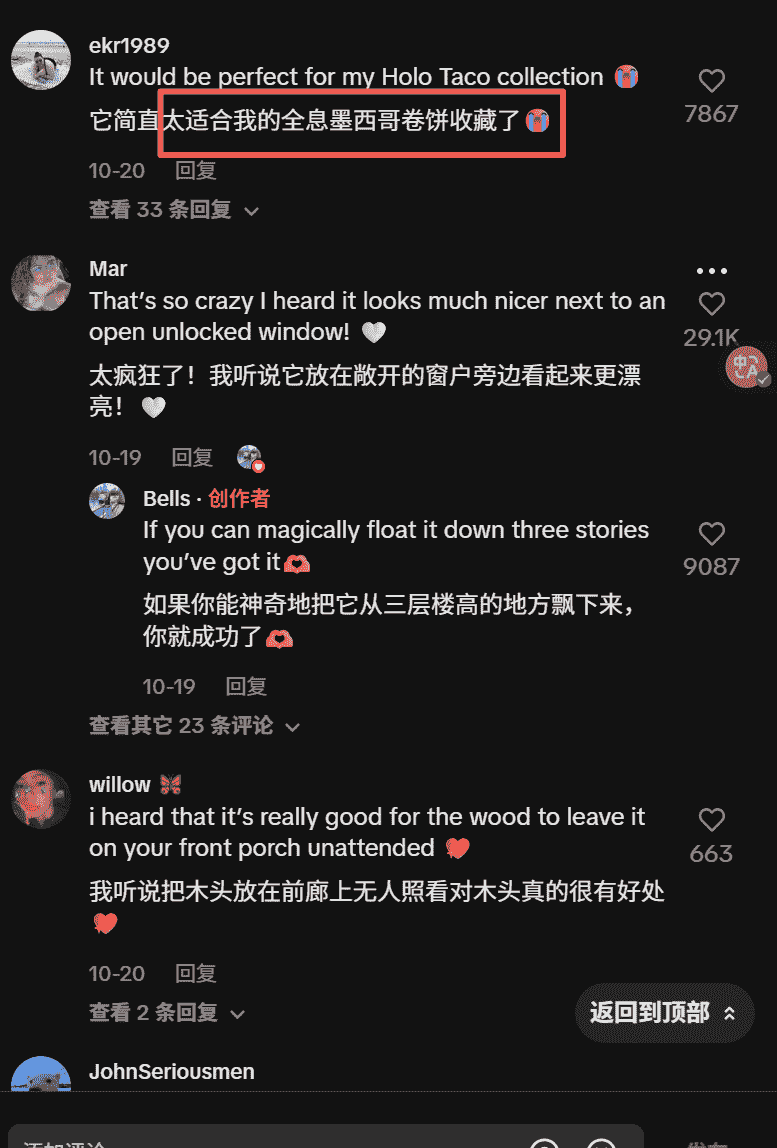 ekr1989
It would be perfect for my Holo Taco collection 😭
7867
它简直太适合我的全息墨西哥卷饼收藏了😭
10-20 回复
查看 33 条回复
Mar
That's so crazy I heard it looks much nicer next to an
open unlocked window! 🤍
29.1K
太疯狂了！我听说它放在敞开的窗户旁边看起来更漂
亮！🤍
10-19 回复
Bells · 创作者
If you can magically float it down three stories
you've got it🫶
9087
如果你能神奇地把它从三层楼高的地方飘下来，
你就成功了🫶
10-19 回复
查看其它 23 条评论
willow 🦋
i heard that it's really good for the wood to leave it
on your front porch unattended ❤️
663
我听说把木头放在前廊上无人照看对木头真的很有好处
❤️
10-20 回复
查看 2 条回复
返回到顶部
JohnSeriousmen